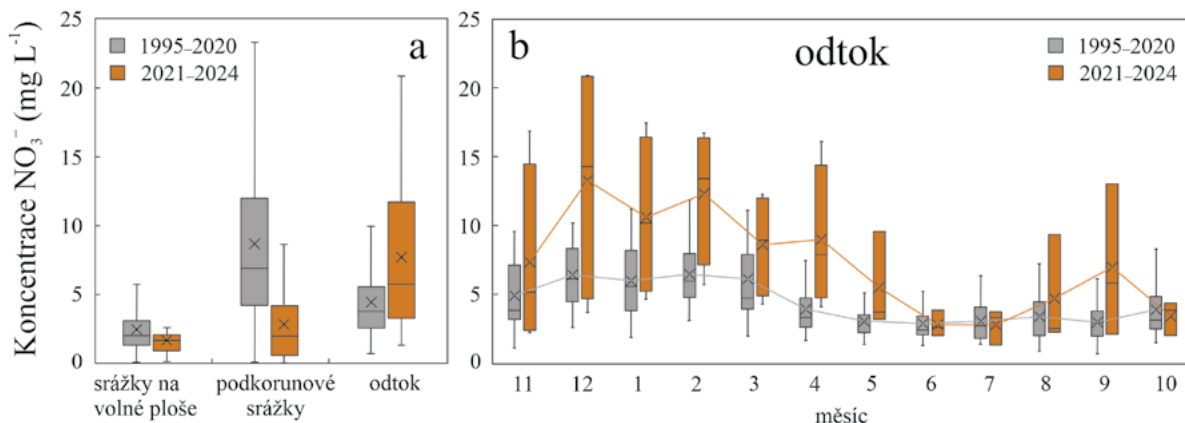 Koncentrace NO₃⁻ (mg L⁻¹)
25
20
15
10
5
0
1995–2020
2021–2024
a
srážky na
volné ploše
podkorunové
srážky
odtok
25
20
15
10
5
0
b
odtok
1995–2020
2021–2024
11 12 1 2 3 4 5 6 7 8 9 10
měsíc